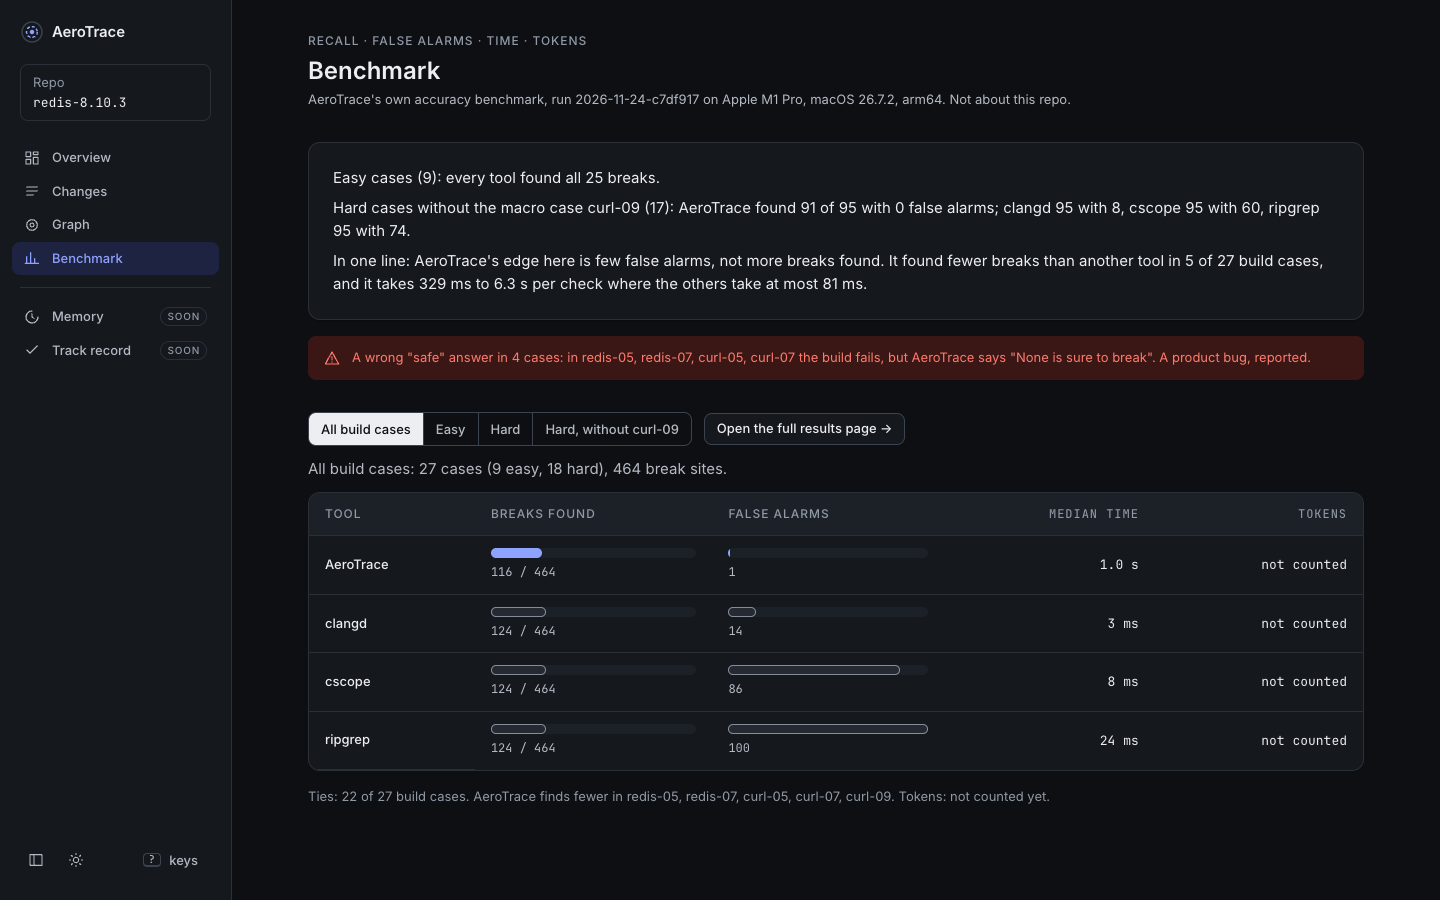 AeroTrace
Repo
redis-8.10.3
Overview
Changes
Graph
Benchmark
Memory SOON
Track record SOON
? keys
RECALL · FALSE ALARMS · TIME · TOKENS
Benchmark
AeroTrace's own accuracy benchmark, run 2026-11-24-c7df917 on Apple M1 Pro, macOS 26.7.2, arm64. Not about this repo.
Easy cases (9): every tool found all 25 breaks.
Hard cases without the macro case curl-09 (17): AeroTrace found 91 of 95 with 0 false alarms; clangd 95 with 8, cscope 95 with 60, ripgrep
95 with 74.
In one line: AeroTrace's edge here is few false alarms, not more breaks found. It found fewer breaks than another tool in 5 of 27 build cases,
and it takes 329 ms to 6.3 s per check where the others take at most 81 ms.
A wrong "safe" answer in 4 cases: in redis-05, redis-07, curl-05, curl-07 the build fails, but AeroTrace says "None is sure to break". A product bug, reported.
All build cases Easy Hard Hard, without curl-09 Open the full results page →
All build cases: 27 cases (9 easy, 18 hard), 464 break sites.
TOOL BREAKS FOUND FALSE ALARMS MEDIAN TIME TOKENS
AeroTrace 116 / 464 1 1.0 s not counted
clangd 124 / 464 14 3 ms not counted
cscope 124 / 464 86 8 ms not counted
ripgrep 124 / 464 100 24 ms not counted
Ties: 22 of 27 build cases. AeroTrace finds fewer in redis-05, redis-07, curl-05, curl-07, curl-09. Tokens: not counted yet.